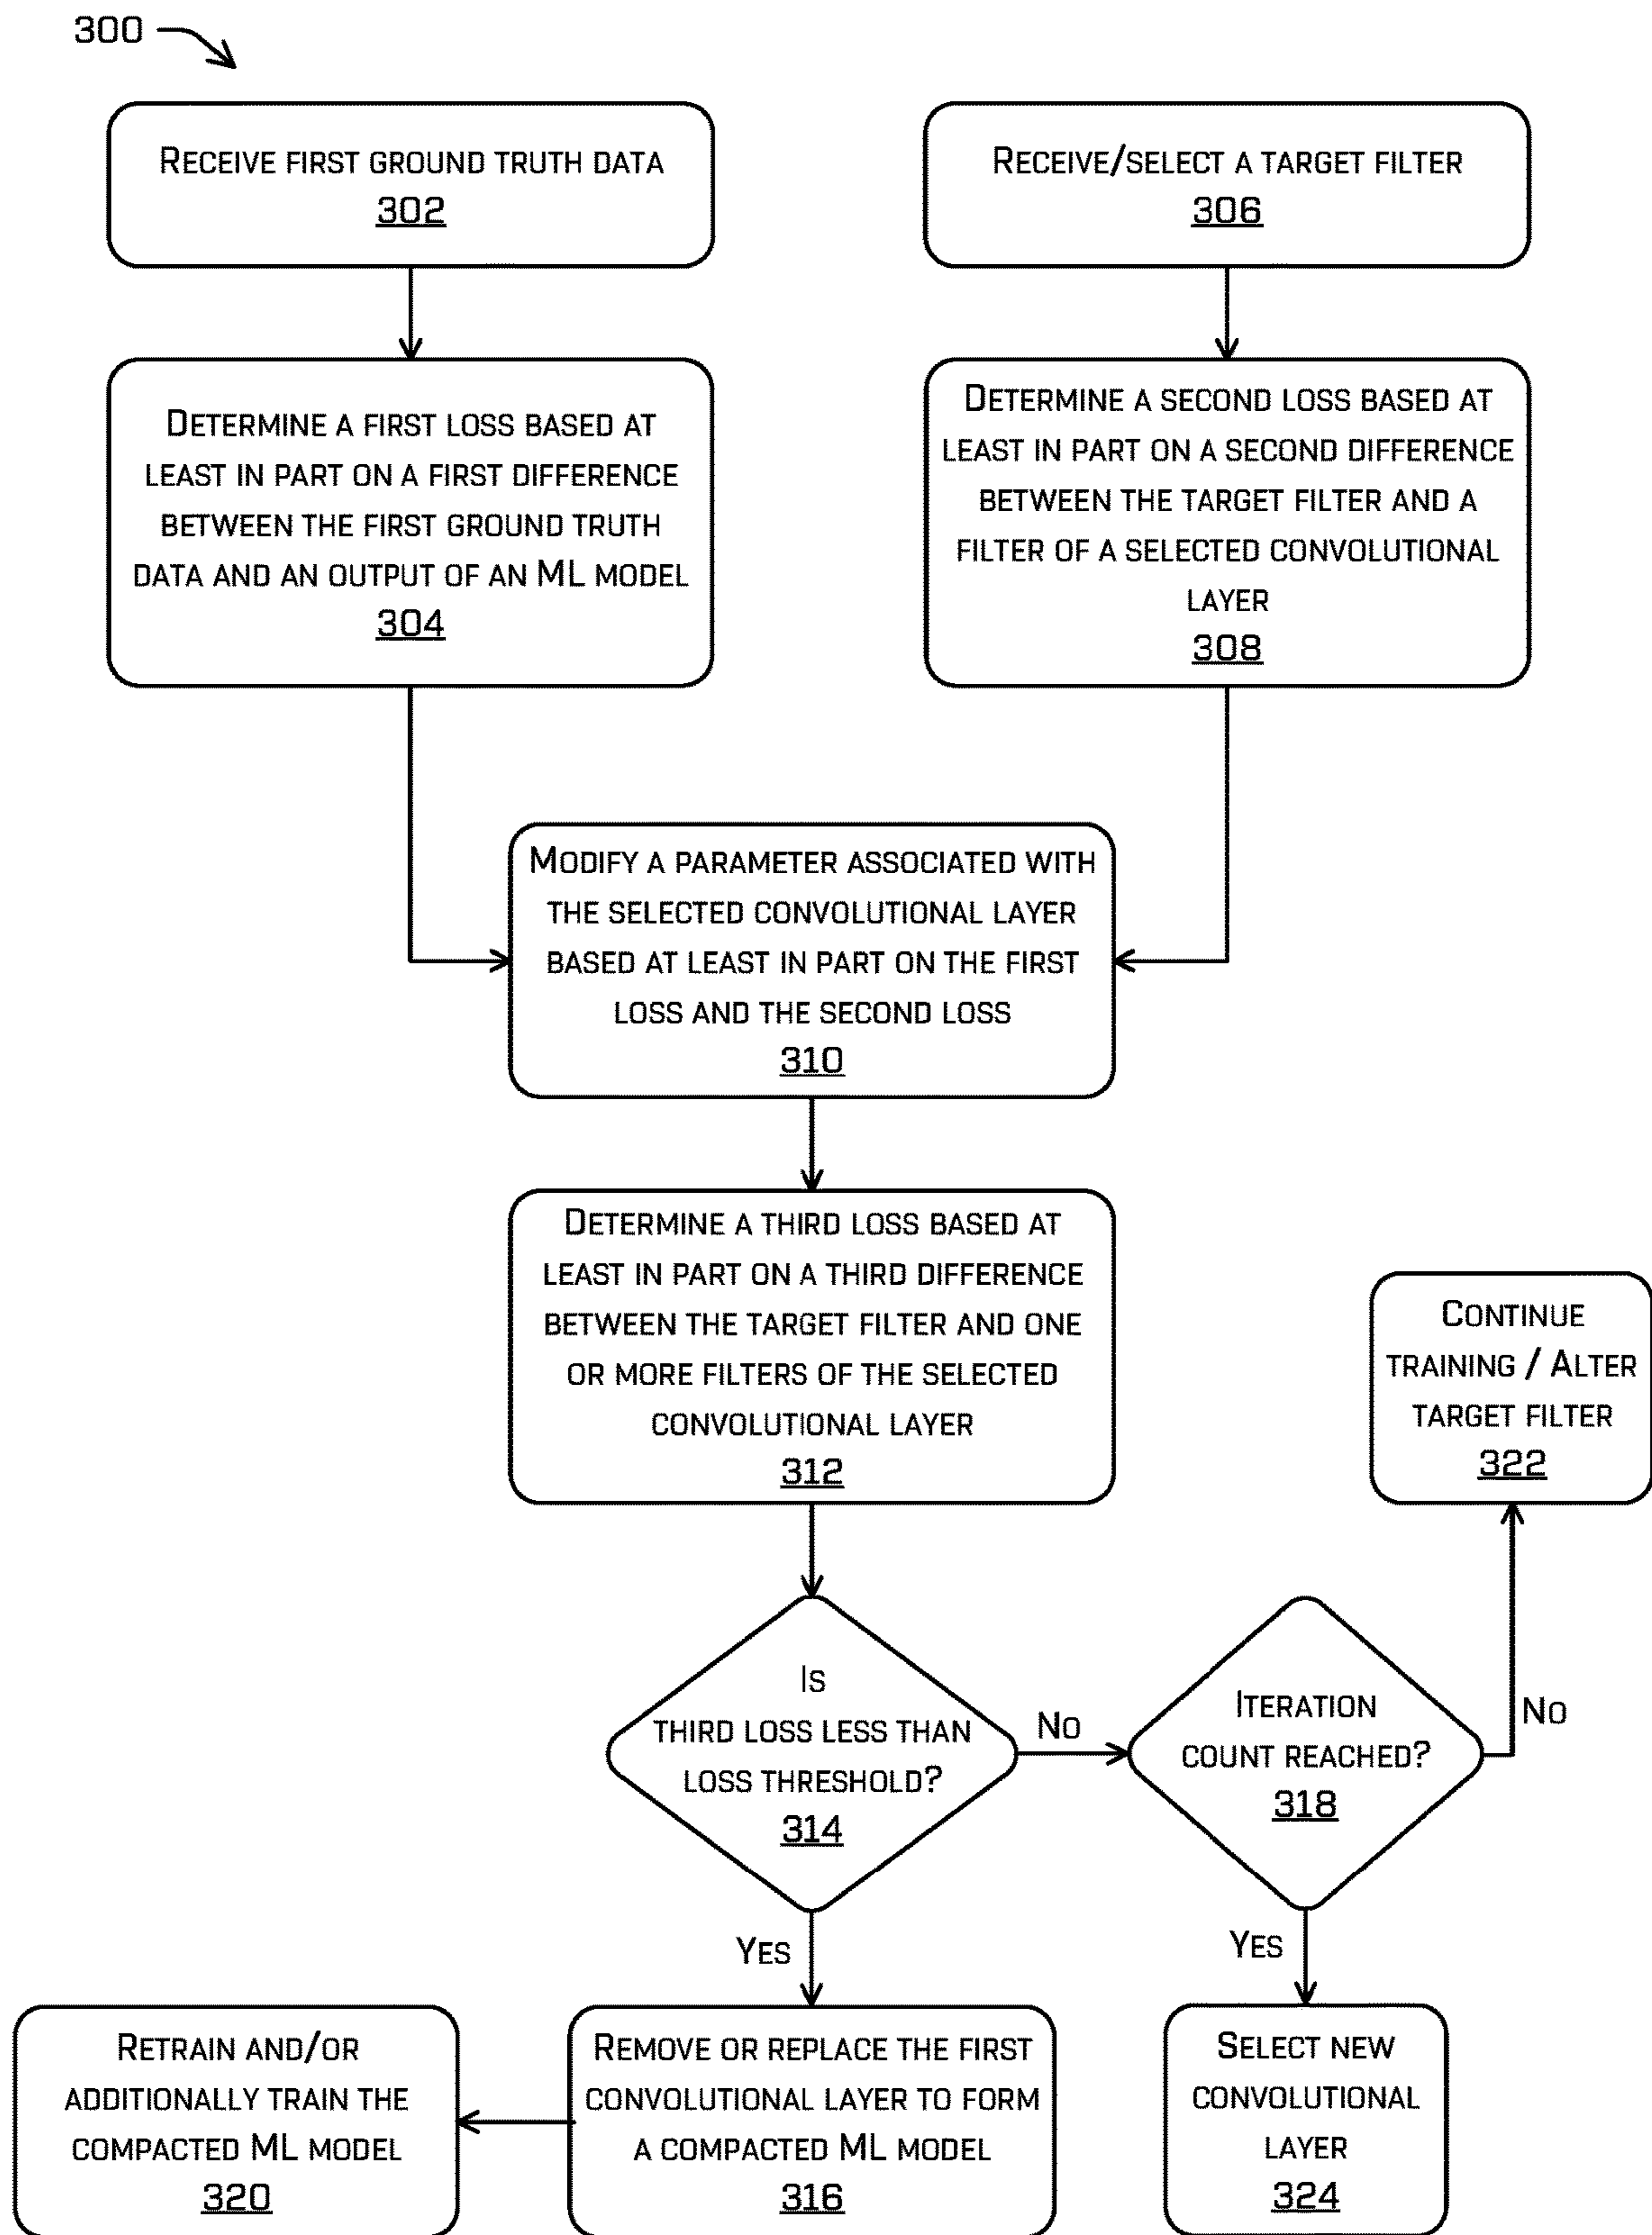 300
RECEIVE FIRST GROUND TRUTH DATA
302
RECEIVE/SELECT A TARGET FILTER
306
DETERMINE A FIRST LOSS BASED AT
LEAST IN PART ON A FIRST DIFFERENCE
BETWEEN THE FIRST GROUND TRUTH
DATA AND AN OUTPUT OF AN ML MODEL
304
DETERMINE A SECOND LOSS BASED AT
LEAST IN PART ON A SECOND DIFFERENCE
BETWEEN THE TARGET FILTER AND A
FILTER OF A SELECTED CONVOLUTIONAL
LAYER
308
MODIFY A PARAMETER ASSOCIATED WITH
THE SELECTED CONVOLUTIONAL LAYER
BASED AT LEAST IN PART ON THE FIRST
LOSS AND THE SECOND LOSS
310
DETERMINE A THIRD LOSS BASED AT
LEAST IN PART ON A THIRD DIFFERENCE
BETWEEN THE TARGET FILTER AND ONE
OR MORE FILTERS OF THE SELECTED
CONVOLUTIONAL LAYER
312
CONTINUE
TRAINING / ALTER
TARGET FILTER
322
IS
THIRD LOSS LESS THAN
LOSS THRESHOLD?
314
NO
ITERATION
COUNT REACHED?
318
NO
YES
YES
RETRAIN AND/OR
ADDITIONALLY TRAIN THE
COMPACTED ML MODEL
320
REMOVE OR REPLACE THE FIRST
CONVOLUTIONAL LAYER TO FORM
A COMPACTED ML MODEL
316
SELECT NEW
CONVOLUTIONAL
LAYER
324